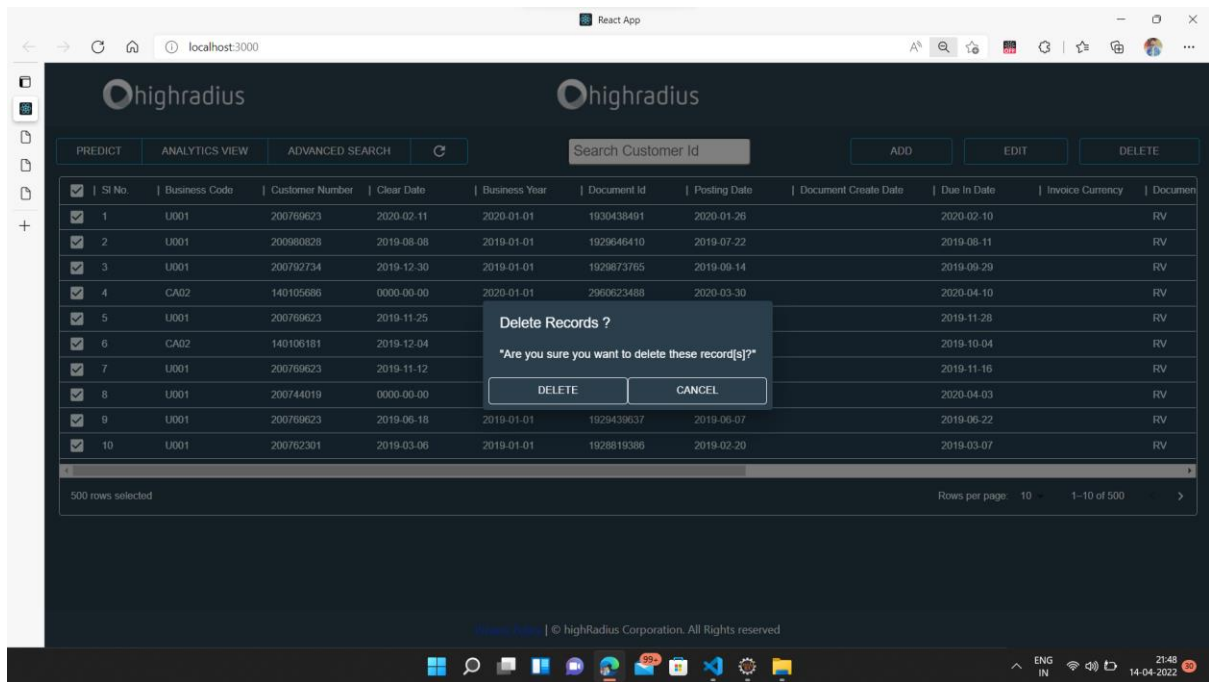 React App
localhost:3000
highradius highradius
PREDICT ANALYTICS VIEW ADVANCED SEARCH Search Customer Id ADD EDIT DELETE
| Sl No. | Business Code | Customer Number | Clear Date | Business Year | Document Id | Posting Date | Document Create Date | Due In Date | Invoice Currency | Documen
1 U001 200769623 2020-02-11 2020-01-01 1930438491 2020-01-26 2020-02-10 RV
2 U001 200980828 2019-08-08 2019-01-01 1929646410 2019-07-22 2019-08-11 RV
3 U001 200792734 2019-12-30 2019-01-01 1929873765 2019-09-14 2019-09-29 RV
4 CA02 140105686 0000-00-00 2020-01-01 2960623488 2020-03-30 2020-04-10 RV
5 U001 200769623 2019-11-25 2019-11-28 RV
6 CA02 140106181 2019-12-04 2019-10-04 RV
7 U001 200769623 2019-11-12 2019-11-16 RV
8 U001 200744019 0000-00-00 2020-04-03 RV
9 U001 200769623 2019-06-18 2019-01-01 1929439637 2019-06-07 2019-06-22 RV
10 U001 200762301 2019-03-06 2019-01-01 1928819386 2019-02-20 2019-03-07 RV
Delete Records ?
"Are you sure you want to delete these record[s]?"
DELETE CANCEL
500 rows selected Rows per page: 10 1–10 of 500
| © highRadius Corporation. All Rights reserved
99+
ENG 21:48
IN 14-04-2022 30